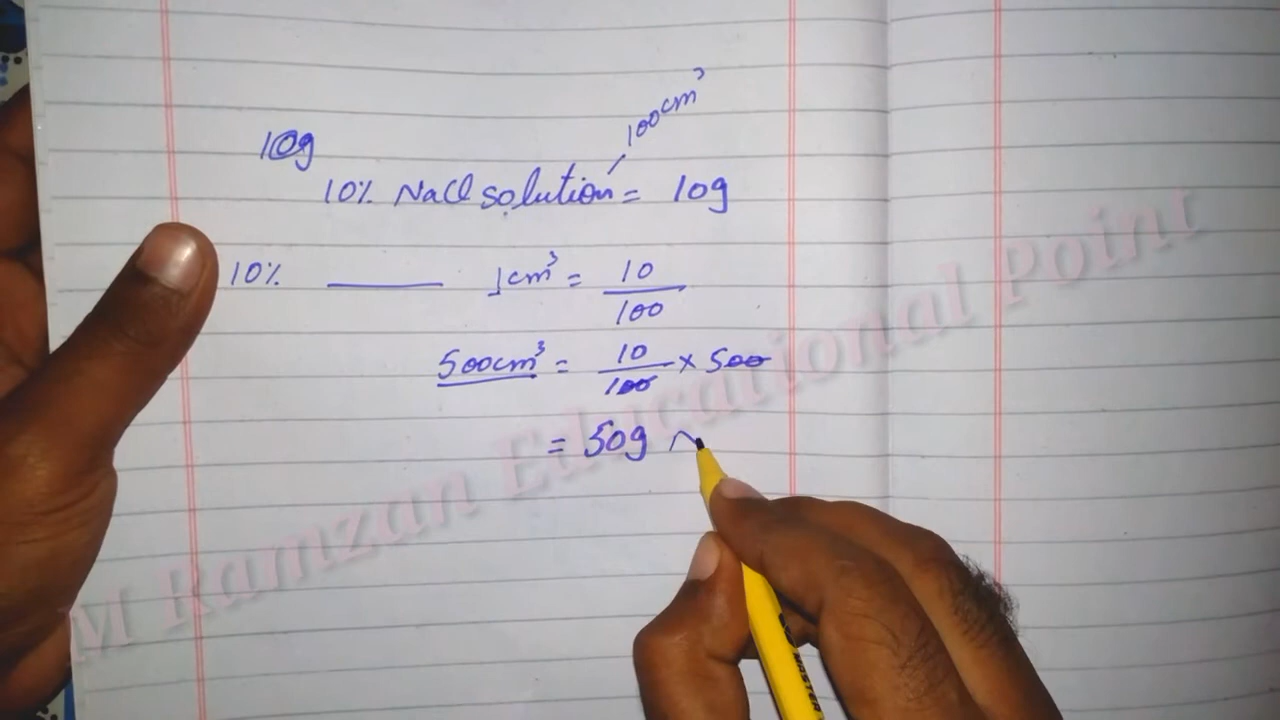 100cm³
10g
10% NaCl solution = 10g
10% ——— 1cm³ = 10/100
500cm³ = 10/100 × 500
= 50g
M Ramzan Educational Point